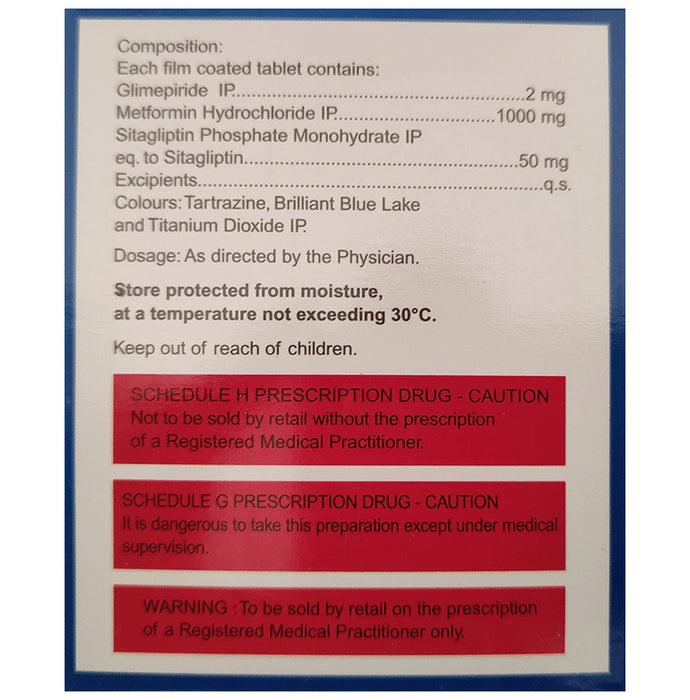 Composition:
Each film coated tablet contains:
Glimepiride IP.................................................2 mg
Metformin Hydrochloride IP...........................1000 mg
Sitagliptin Phosphate Monohydrate IP
eq. to Sitagliptin..............................................50 mg
Excipients..........................................................q.s.
Colours: Tartrazine, Brilliant Blue Lake
and Titanium Dioxide IP.
Dosage: As directed by the Physician.
Store protected from moisture,
at a temperature not exceeding 30°C.
Keep out of reach of children.
SCHEDULE H PRESCRIPTION DRUG - CAUTION
Not to be sold by retail without the prescription
of a Registered Medical Practitioner.
SCHEDULE G PRESCRIPTION DRUG - CAUTION
It is dangerous to take this preparation except under medical
supervision.
WARNING : To be sold by retail on the prescription
of a Registered Medical Practitioner only.